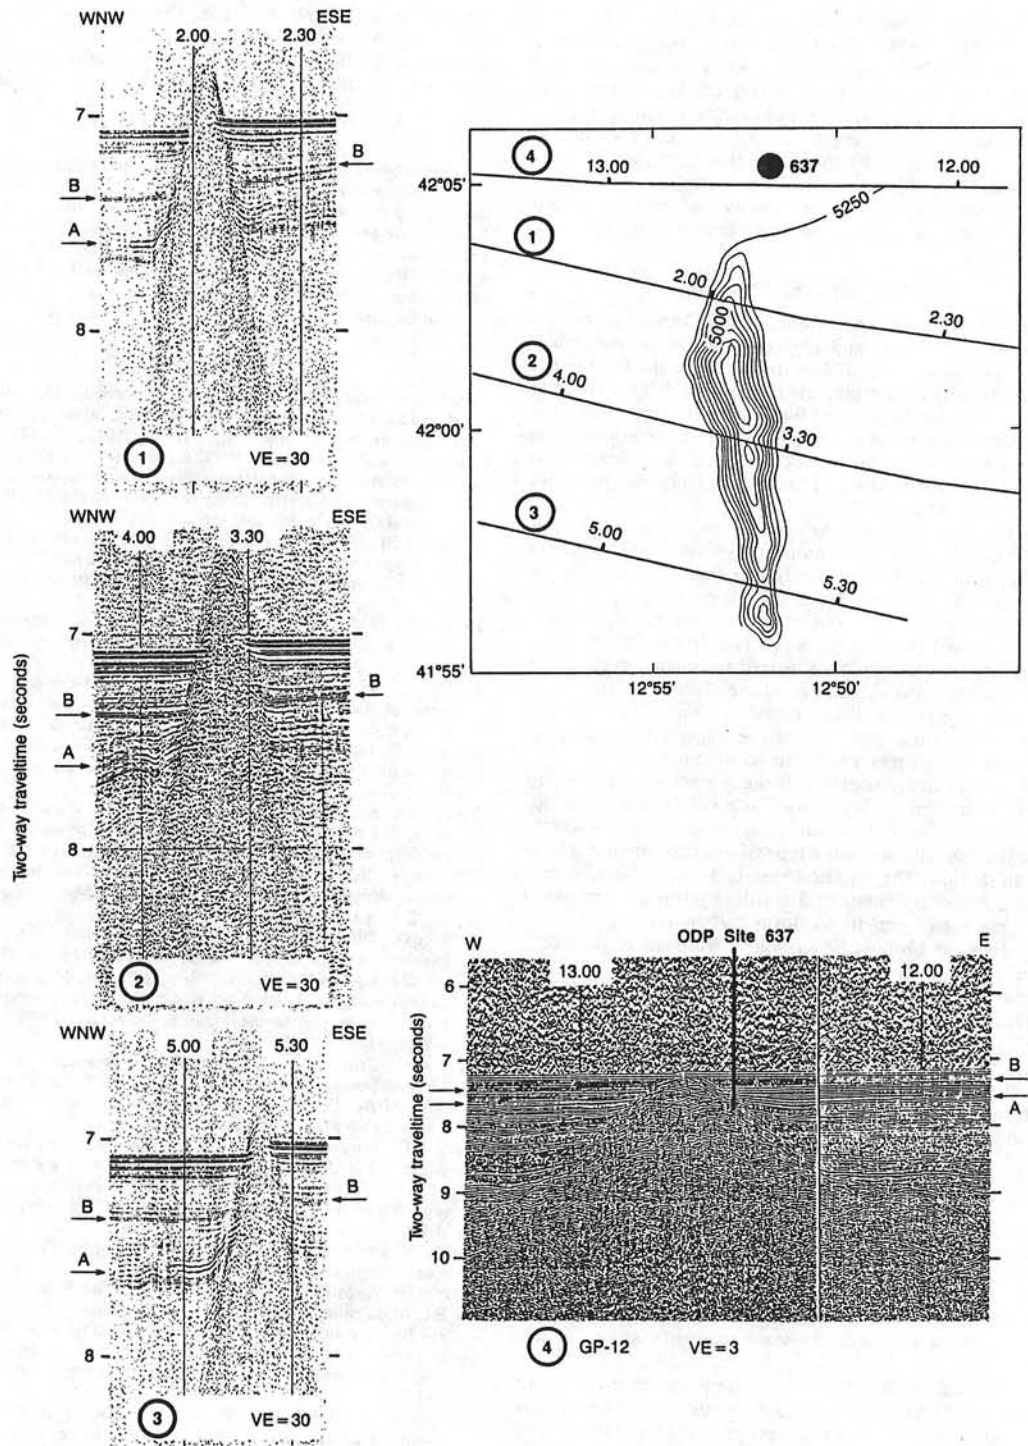 WNW
ESE
2.00
2.30
7
B
B
A
8
1
VE=30
4
13.00
637
12.00
42°05'
5250
1
2.00
5000
2.30
2
4.00
42°00'
3.30
3
5.00
5.30
41°55'
12°55'
12°50'
WNW
ESE
4.00
3.30
7
B
B
A
8
Two-way traveltime (seconds)
2
VE=30
WNW
ESE
5.00
5.30
7
B
B
A
8
3
VE=30
ODP Site 637
W
E
13.00
12.00
6
7
B
A
8
9
10
Two-way traveltime (seconds)
4 GP-12 VE=3